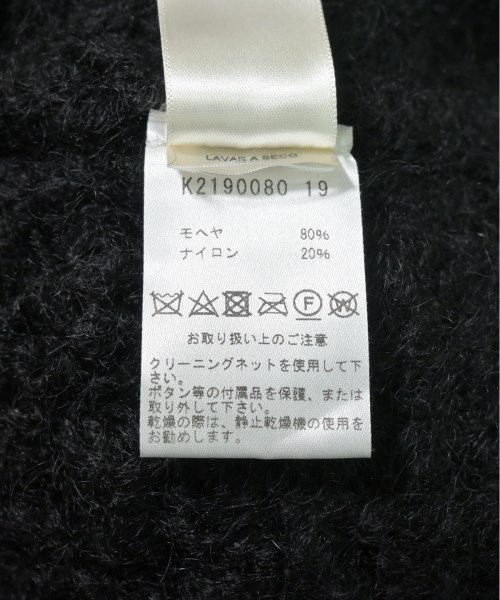 LAVAR A SECO
K2190080 19
モヘヤ 80%
ナイロン 20%
F W
お取り扱い上のご注意
クリーニングネットを使用して下
さい。
ボタン等の付属品を保護、または
取り外して下さい。
乾燥の際は、静止乾燥機の使用を
お勧めします。